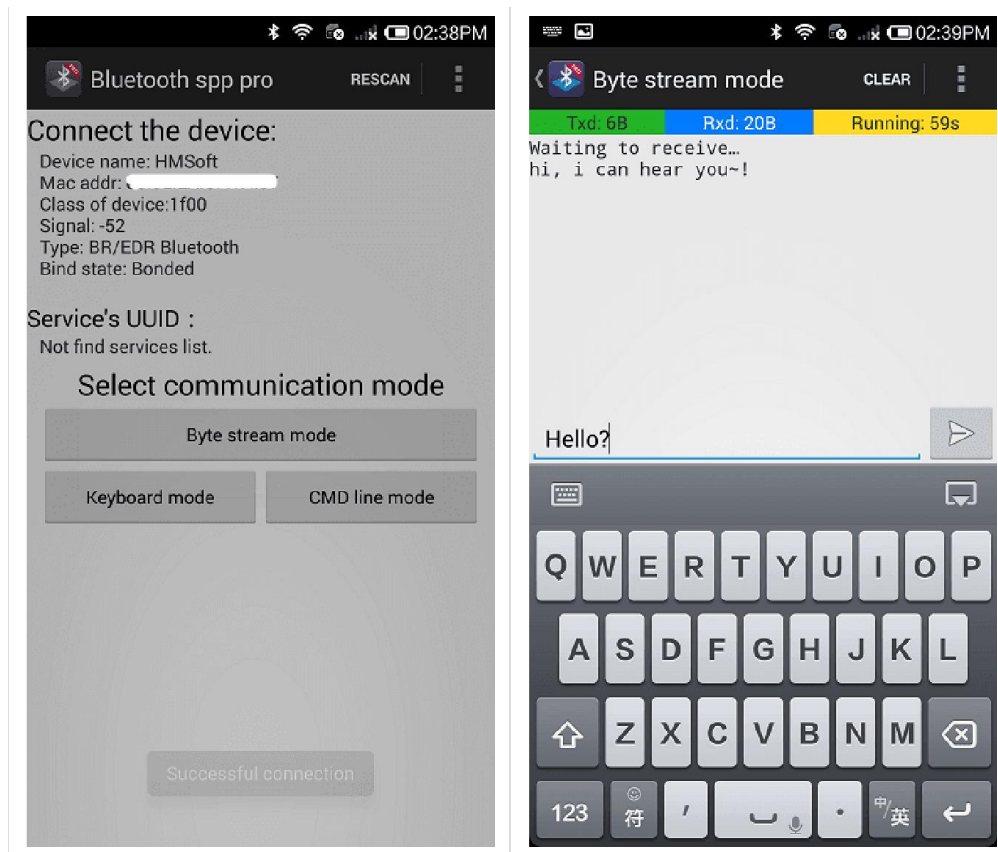 02:38PM
Bluetooth spp pro RESCAN
Connect the device:
Device name: HMSoft
Mac addr:
Class of device:1f00
Signal: -52
Type: BR/EDR Bluetooth
Bind state: Bonded
Service's UUID :
Not find services list.
Select communication mode
Byte stream mode
Keyboard mode CMD line mode
Successful connection
02:39PM
Byte stream mode CLEAR
Txd: 6B Rxd: 20B Running: 59s
Waiting to receive…
hi, i can hear you~!
Hello?
Q W E R T Y U I O P
A S D F G H J K L
Z X C V B N M
123 符 , . 中/英